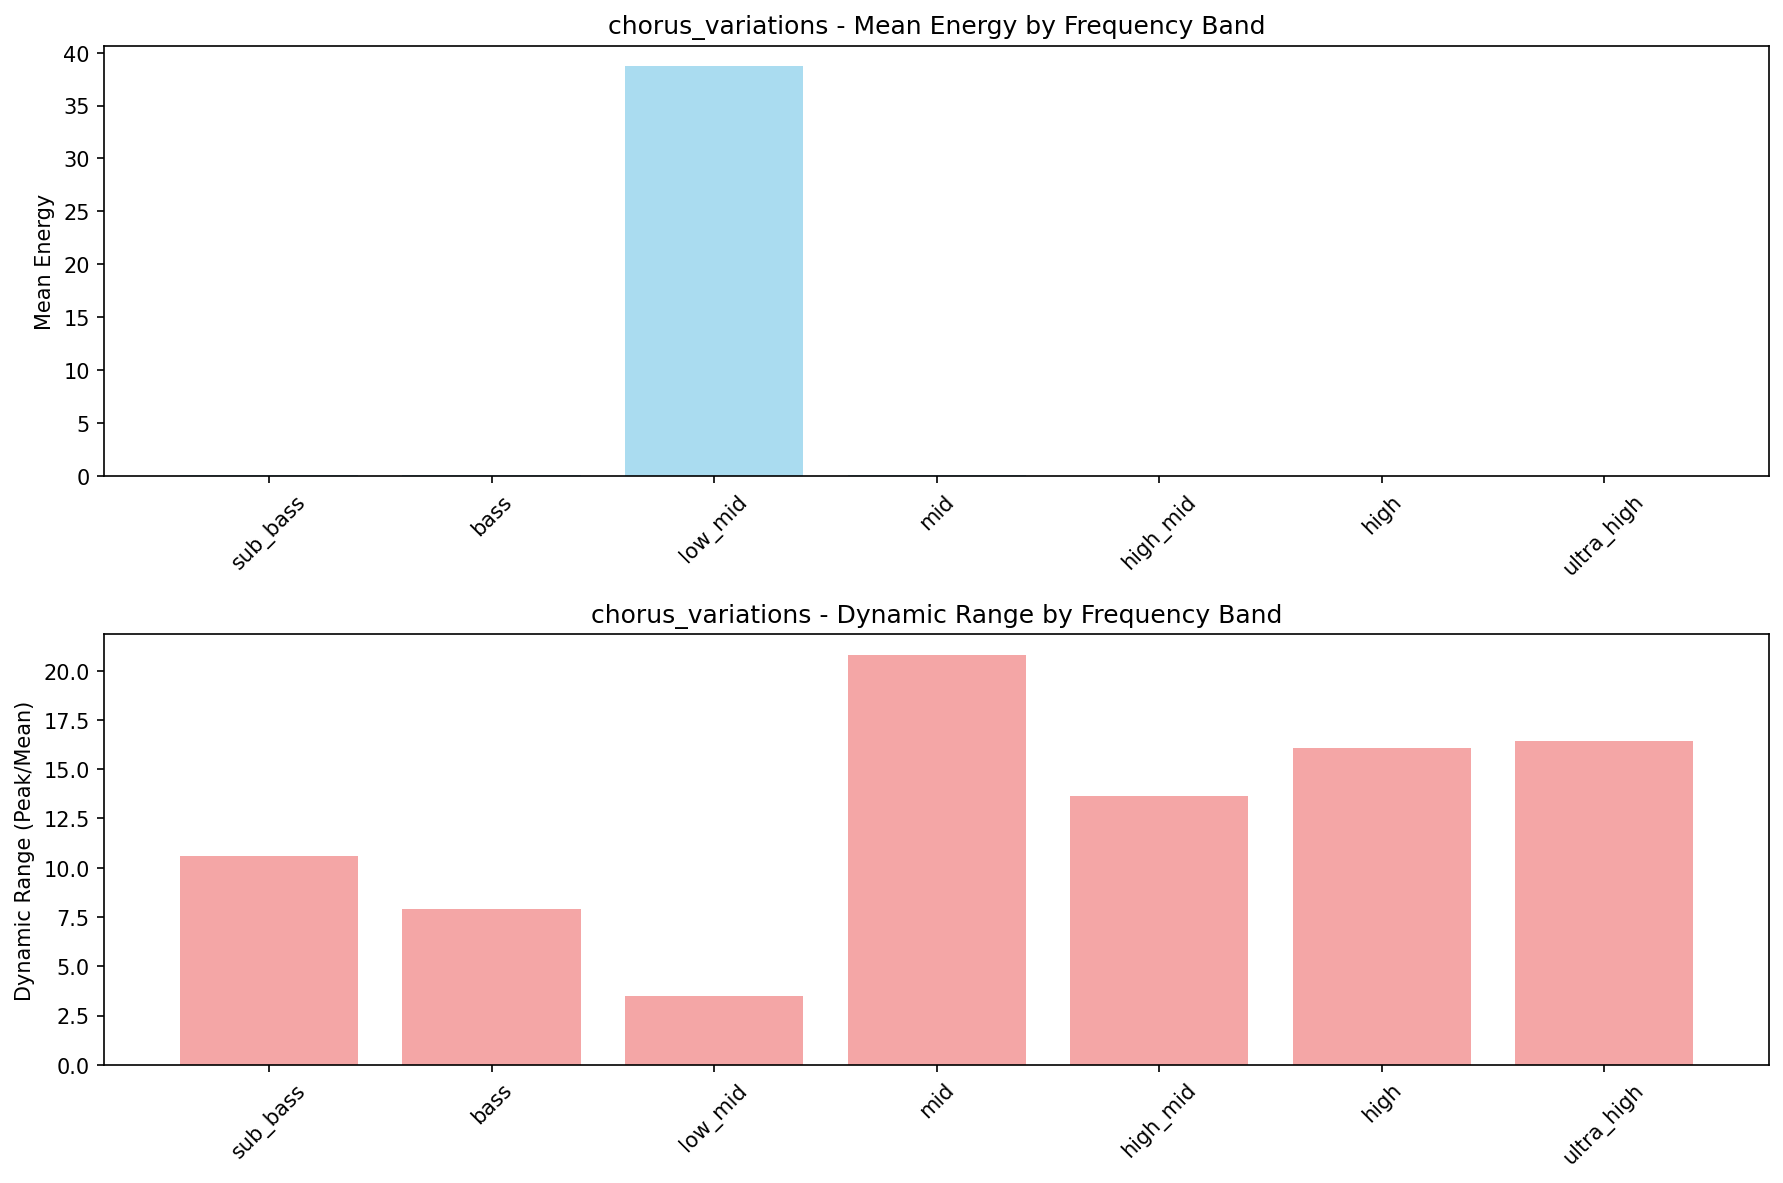 chorus_variations - Mean Energy by Frequency Band
Mean Energy
40
35
30
25
20
15
10
5
0
sub_bass
bass
low_mid
mid
high_mid
high
ultra_high
chorus_variations - Dynamic Range by Frequency Band
Dynamic Range (Peak/Mean)
20.0
17.5
15.0
12.5
10.0
7.5
5.0
2.5
0.0
sub_bass
bass
low_mid
mid
high_mid
high
ultra_high